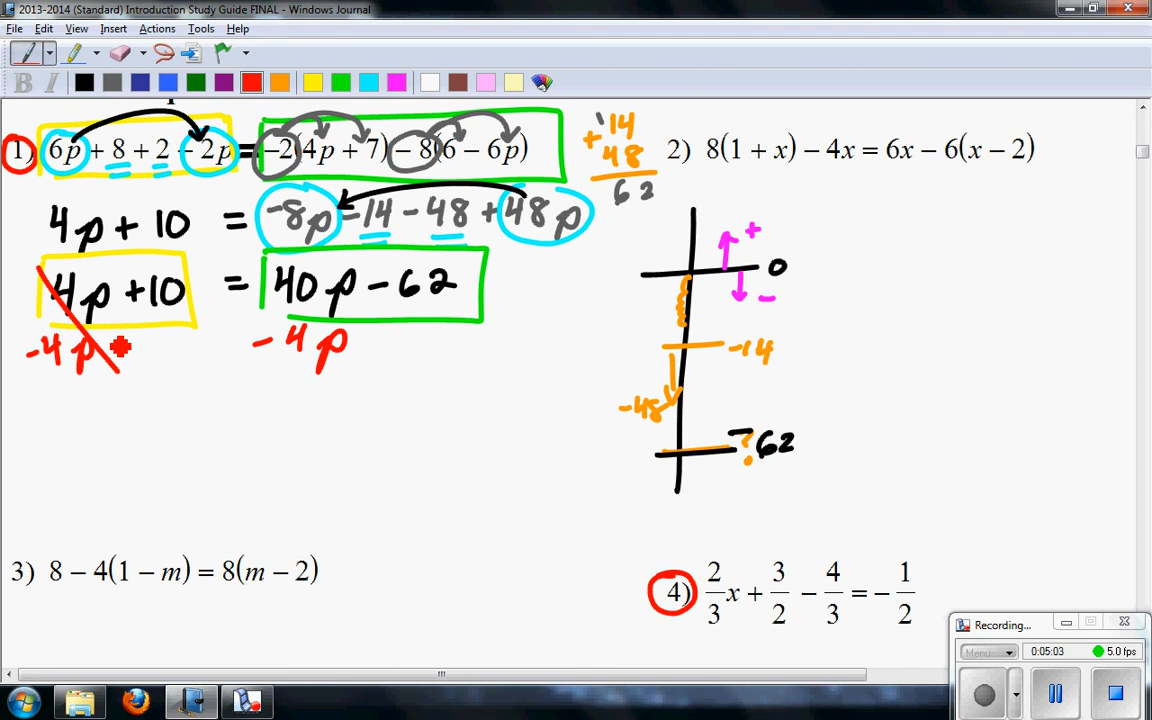 2013-2014 (Standard) Introduction Study Guide FINAL - Windows Journal
File Edit View Insert Actions Tools Help
B I
1) 6p + 8 + 2 − 2p = −2(4p + 7) − 8(6 − 6p)
1
14
+ 48
62
4p + 10 = -8p - 14 - 48 + 48p
4p + 10 = 40p - 62
-4p -4p
2) 8(1 + x) − 4x = 6x − 6(x − 2)
+
0
−
-14
-48
-?62
3) 8 − 4(1 − m) = 8(m − 2)
4) 2/3 x + 3/2 − 4/3 = − 1/2
Recording...
Menu 0:05:03 5.0 fps